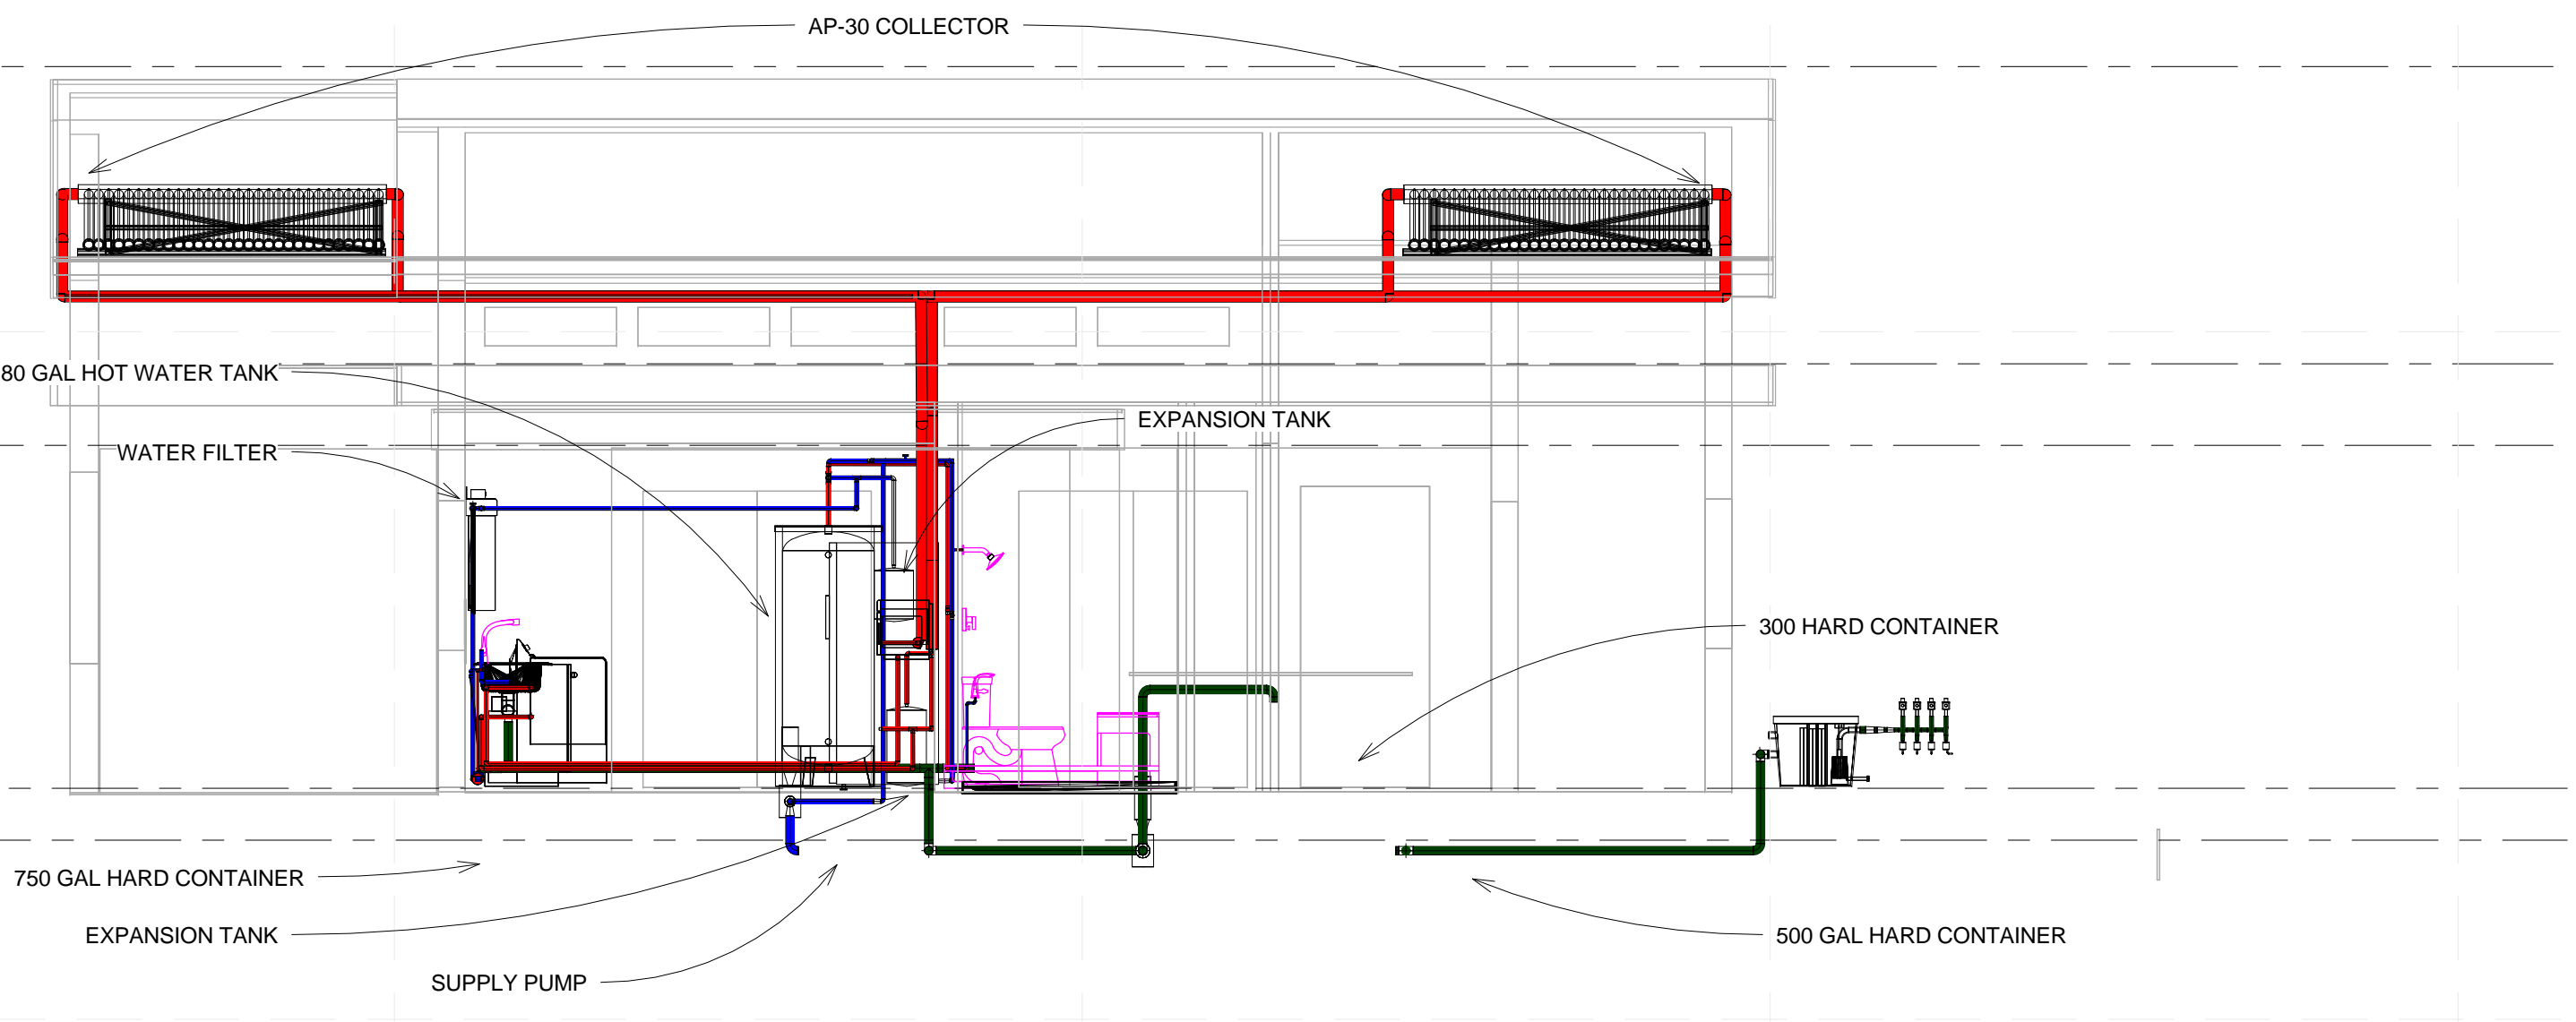 AP-30 COLLECTOR
80 GAL HOT WATER TANK
EXPANSION TANK
WATER FILTER
300 HARD CONTAINER
750 GAL HARD CONTAINER
EXPANSION TANK
500 GAL HARD CONTAINER
SUPPLY PUMP